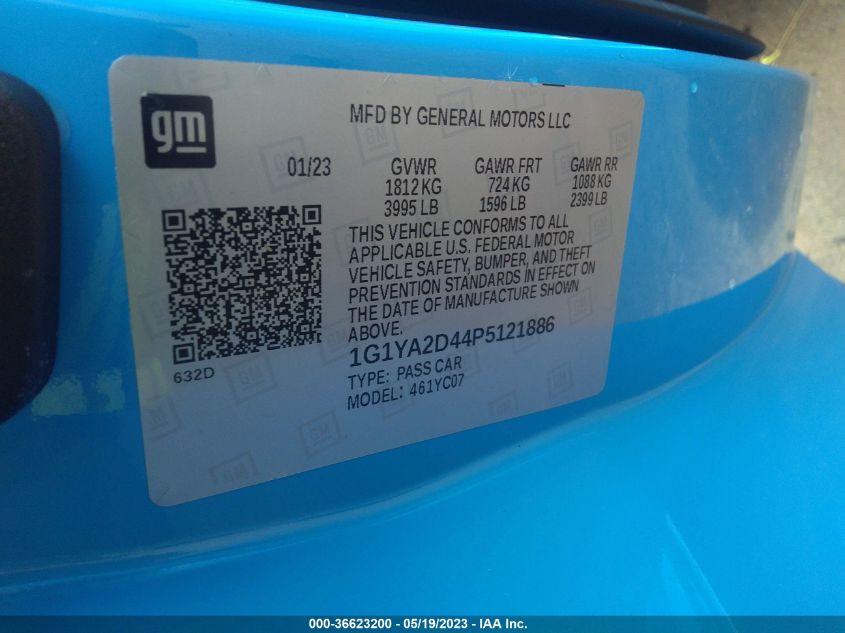 gm
MFD BY GENERAL MOTORS LLC
01/23
GVWR GAWR FRT GAWR RR
1812 KG 724 KG 1088 KG
3995 LB 1596 LB 2399 LB
THIS VEHICLE CONFORMS TO ALL
APPLICABLE U.S. FEDERAL MOTOR
VEHICLE SAFETY, BUMPER, AND THEFT
PREVENTION STANDARDS IN EFFECT ON
THE DATE OF MANUFACTURE SHOWN
ABOVE.
632D
1G1YA2D44P5121886
TYPE: PASS CAR
MODEL: 461YC07
000-36623200 - 05/19/2023 - IAA Inc.